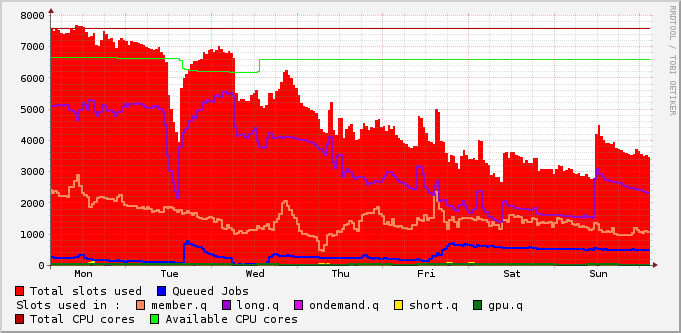 RRDTOOL / TOBI OETIKER
8000
7000
6000
5000
4000
3000
2000
1000
0
Mon Tue Wed Thu Fri Sat Sun
Total slots used Queued Jobs
Slots used in : member.q long.q ondemand.q short.q gpu.q
Total CPU cores Available CPU cores